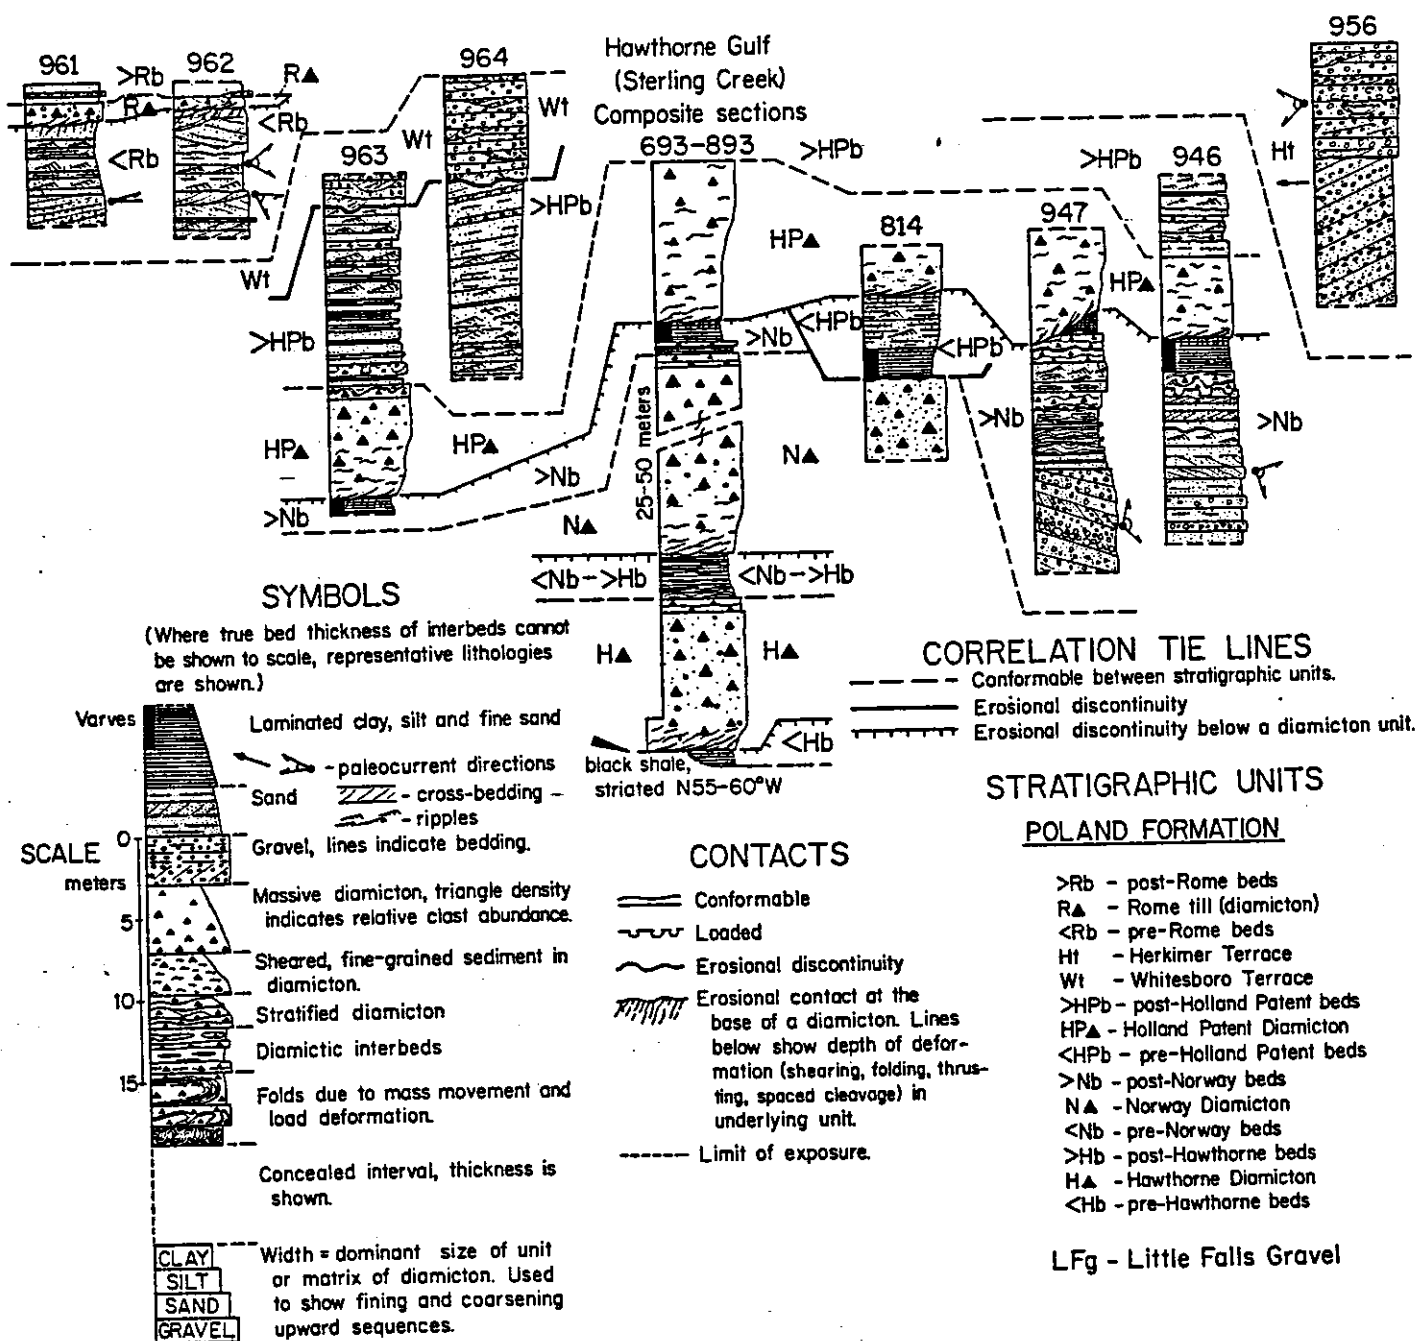 961
962
>Rb
R▲
964
Hawthorne Gulf
(Sterling Creek)
Composite sections
693-893
956
R▲
<Rb
<Rb
Wt
Wt
963
>HPb
>HPb
Ht
946
947
814
HP▲
HP▲
>HPb
Wt
>HPb
>Nb
<HPb
<HPb
HP▲
HP▲
>Nb
>Nb
>Nb
>Nb
25-50 meters
N▲
N▲
<Nb->Hb
<Nb->Hb
H▲
H▲
<Hb
black shale,
striated N55-60°W
SYMBOLS
(Where true bed thickness of interbeds cannot
be shown to scale, representative lithologies
are shown.)
Varves
Laminated clay, silt and fine sand
- paleocurrent directions
Sand
- cross-bedding -
- ripples
SCALE
meters
0
5
10
15
Gravel, lines indicate bedding.
Massive diamicton, triangle density
indicates relative clast abundance.
Sheared, fine-grained sediment in
diamicton.
Stratified diamicton
Diamictic interbeds
Folds due to mass movement and
load deformation.
Concealed interval, thickness is
shown.
CLAY
SILT
SAND
GRAVEL
Width = dominant size of unit
or matrix of diamicton. Used
to show fining and coarsening
upward sequences.
CONTACTS
Conformable
Loaded
Erosional discontinuity
Erosional contact at the
base of a diamicton. Lines
below show depth of defor-
mation (shearing, folding, thrus-
ting, spaced cleavage) in
underlying unit.
Limit of exposure.
CORRELATION TIE LINES
Conformable between stratigraphic units.
Erosional discontinuity
Erosional discontinuity below a diamicton unit.
STRATIGRAPHIC UNITS
POLAND FORMATION
>Rb - post-Rome beds
R▲ - Rome till (diamicton)
<Rb - pre-Rome beds
Ht - Herkimer Terrace
Wt - Whitesboro Terrace
>HPb - post-Holland Patent beds
HP▲ - Holland Patent Diamicton
<HPb - pre-Holland Patent beds
>Nb - post-Norway beds
N▲ - Norway Diamicton
<Nb - pre-Norway beds
>Hb - post-Hawthorne beds
H▲ - Hawthorne Diamicton
<Hb - pre-Hawthorne beds
LFg - Little Falls Gravel